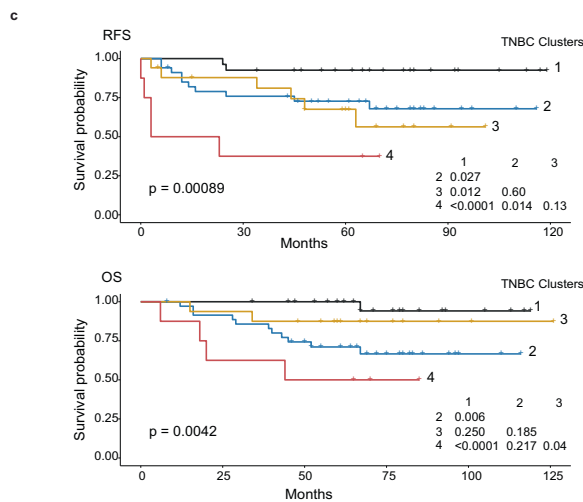 c
RFS
TNBC Clusters
1.00
1
0.75
2
3
Survival probability
0.50
4
1 2 3
2 0.027
0.25
p = 0.00089
3 0.012 0.60
4 <0.0001 0.014 0.13
0.00
0 30 60 90 120
Months
OS
TNBC Clusters
1.00
1
3
0.75
2
Survival probability
0.50
4
1 2 3
0.25
2 0.006
p = 0.0042
3 0.250 0.185
4 <0.0001 0.217 0.04
0.00
0 25 50 75 100 125
Months